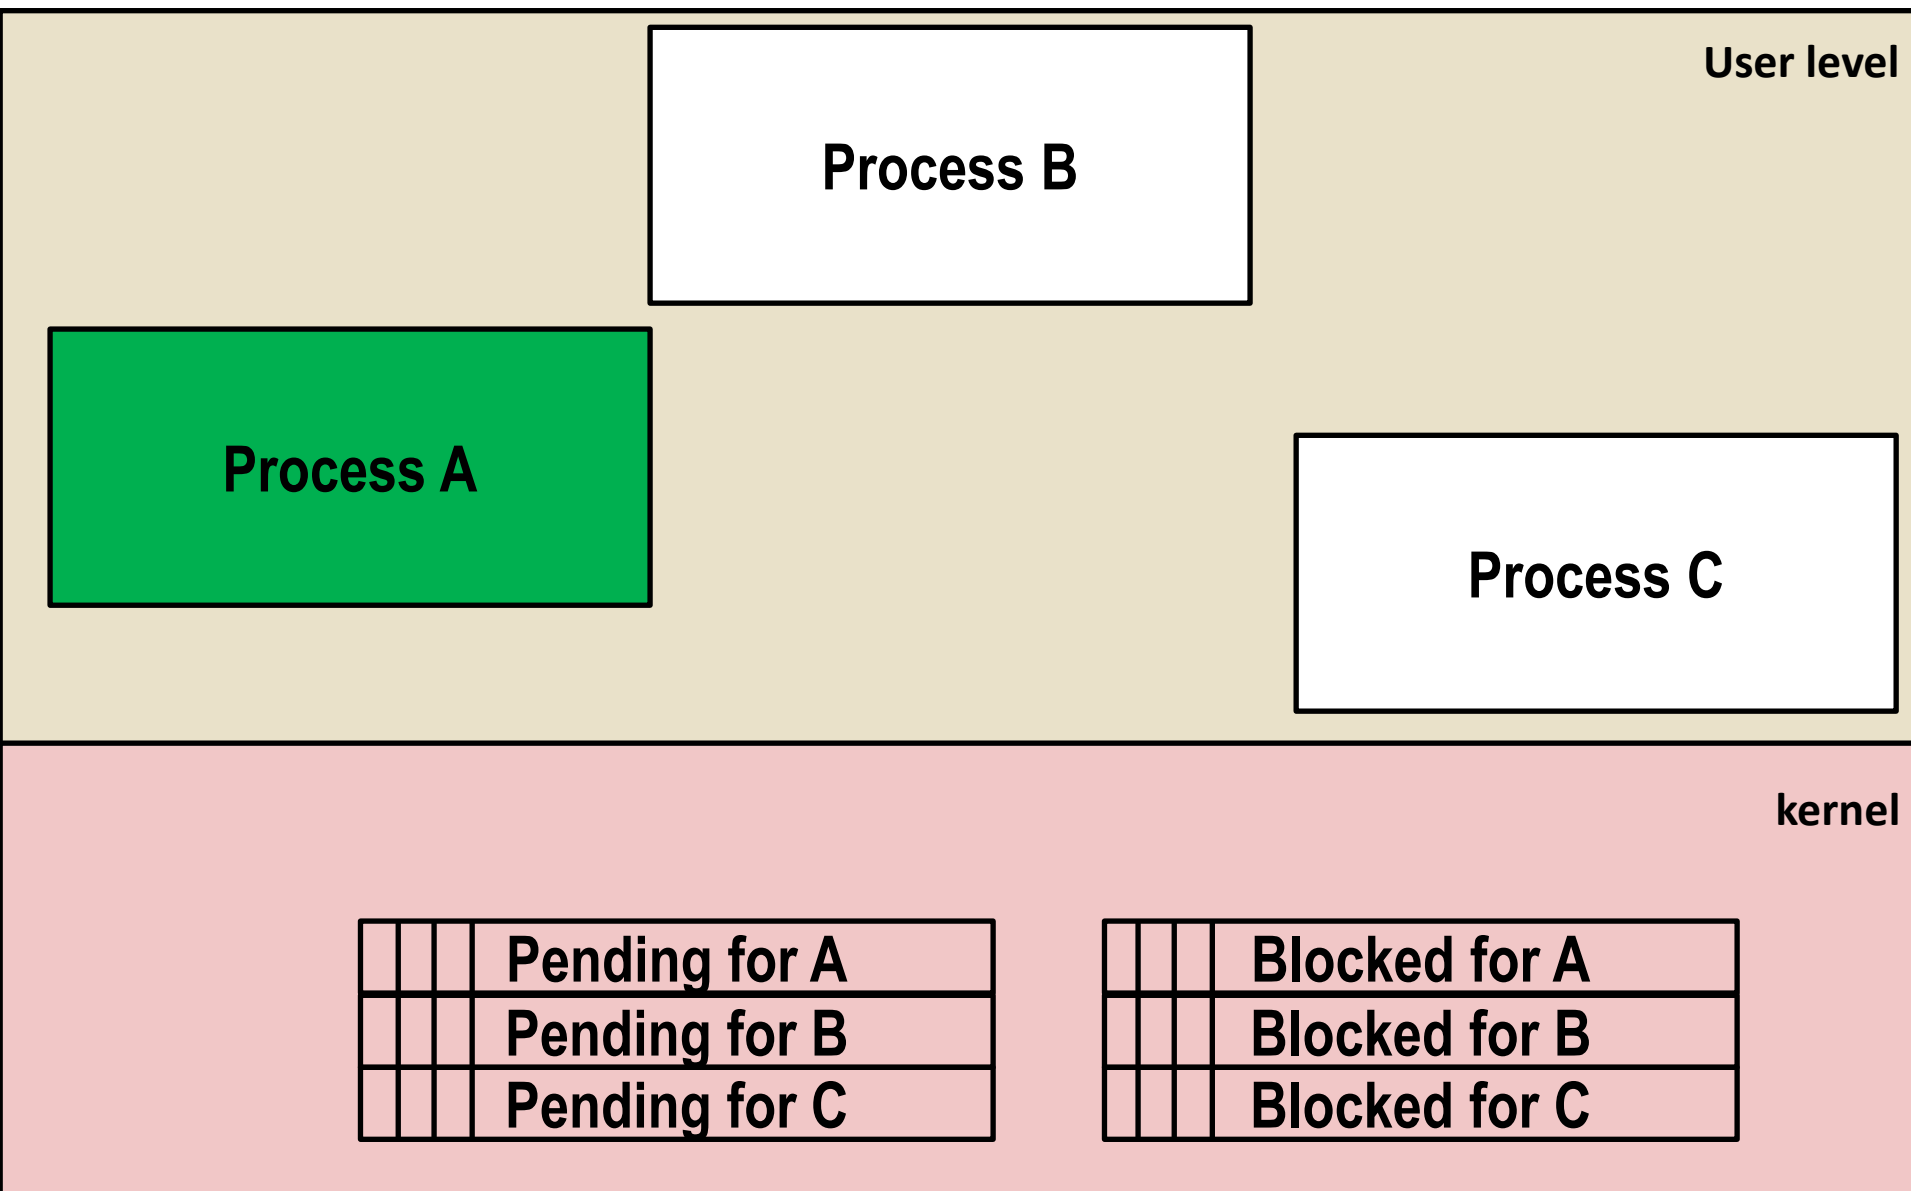 User level
Process B
Process A
Process C
kernel
Pending for A
Pending for B
Pending for C
Blocked for A
Blocked for B
Blocked for C